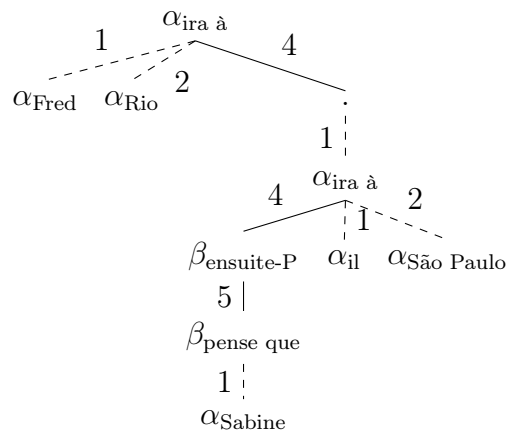 α ira à
1 2 4
α Fred α Rio .
1
α ira à
4 1 2
β ensuite-P α il α São Paulo
5
β pense que
1
α Sabine